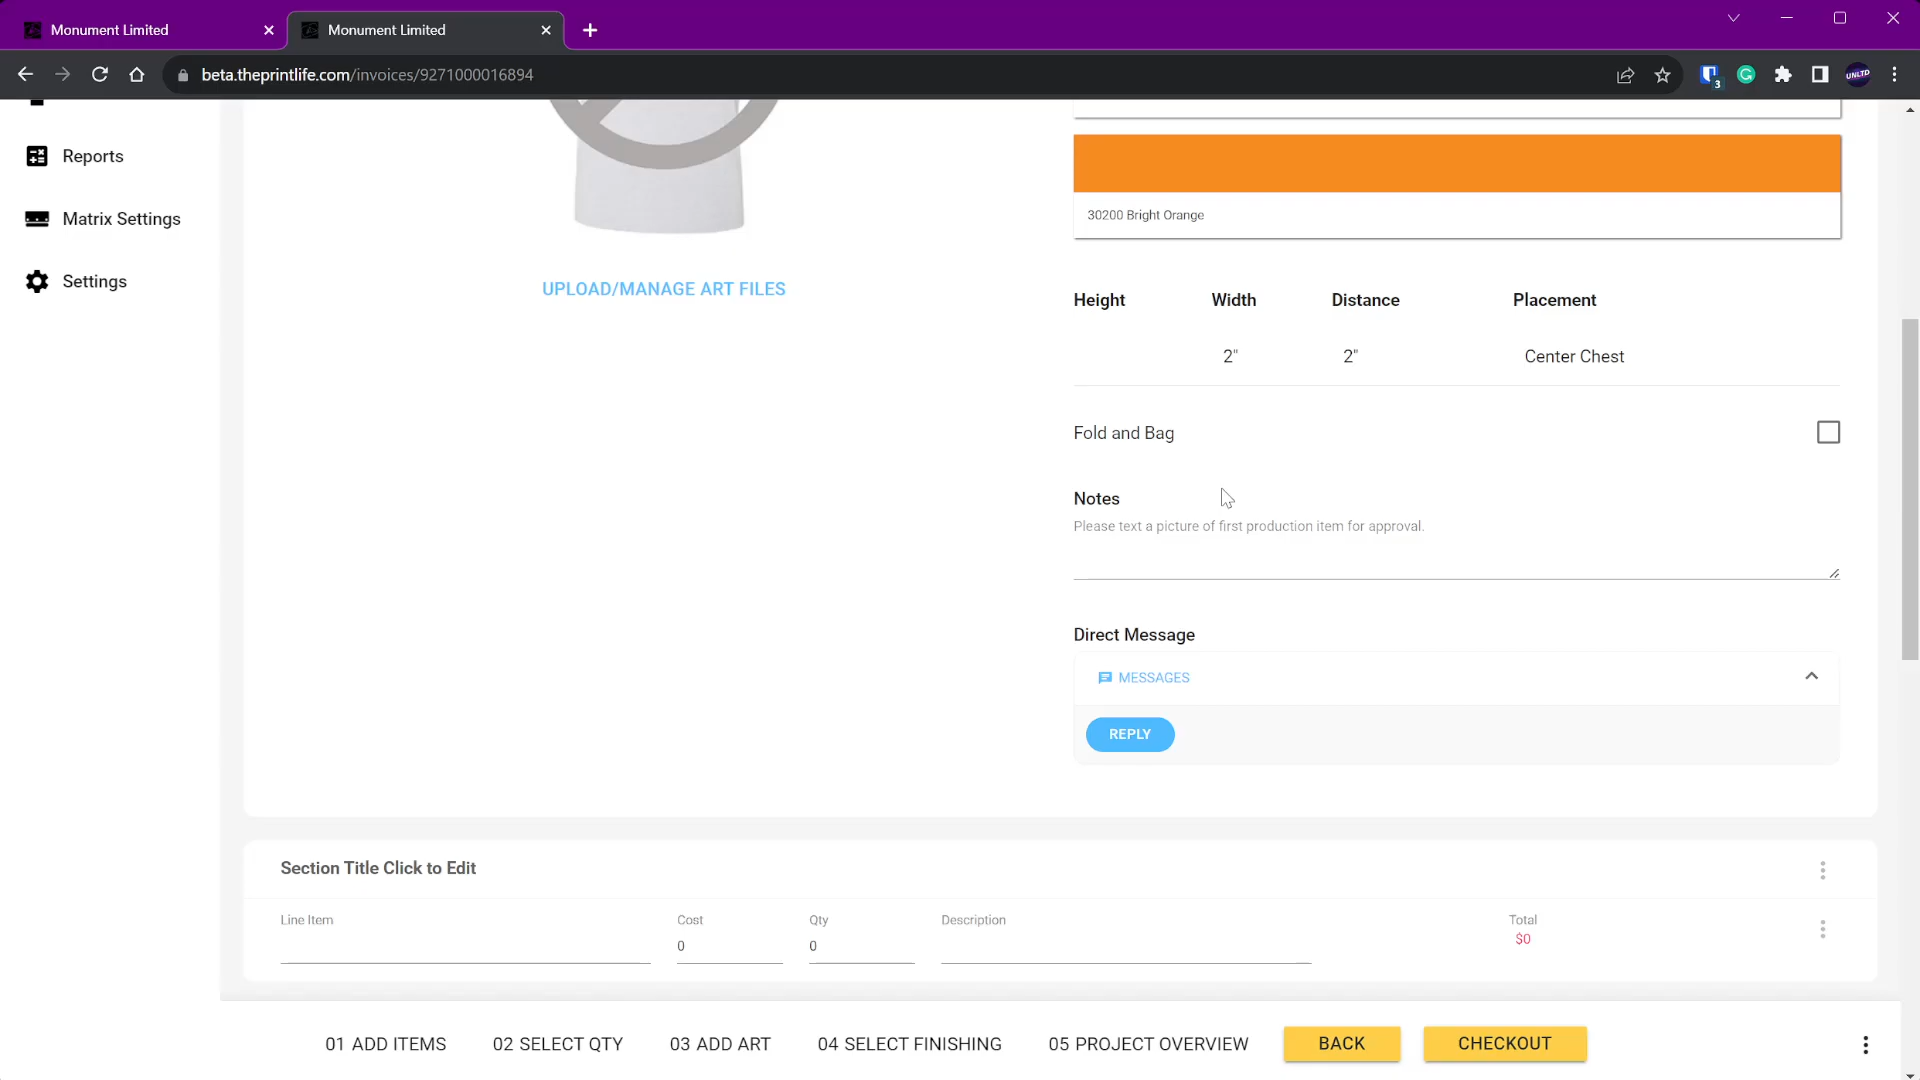 Monument Limited
Monument Limited
beta.theprintlife.com/invoices/9271000016894
3
UNLTD
Reports
Matrix Settings
Settings
UPLOAD/MANAGE ART FILES
30200 Bright Orange
Height Width Distance Placement
2" 2" Center Chest
Fold and Bag
Notes
Please text a picture of first production item for approval.
Direct Message
MESSAGES
REPLY
Section Title Click to Edit
Line Item Cost Qty Description Total
0 0 $0
01 ADD ITEMS 02 SELECT QTY 03 ADD ART 04 SELECT FINISHING 05 PROJECT OVERVIEW BACK CHECKOUT